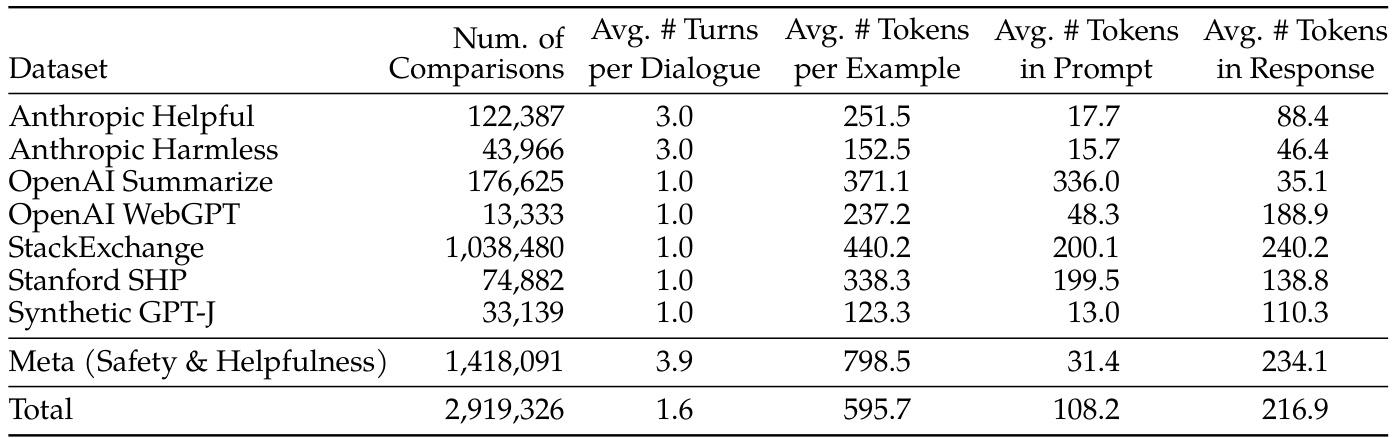 Dataset Num. of Comparisons Avg. # Turns per Dialogue Avg. # Tokens per Example Avg. # Tokens in Prompt Avg. # Tokens in Response
Anthropic Helpful 122,387 3.0 251.5 17.7 88.4
Anthropic Harmless 43,966 3.0 152.5 15.7 46.4
OpenAI Summarize 176,625 1.0 371.1 336.0 35.1
OpenAI WebGPT 13,333 1.0 237.2 48.3 188.9
StackExchange 1,038,480 1.0 440.2 200.1 240.2
Stanford SHP 74,882 1.0 338.3 199.5 138.8
Synthetic GPT-J 33,139 1.0 123.3 13.0 110.3
Meta (Safety & Helpfulness) 1,418,091 3.9 798.5 31.4 234.1
Total 2,919,326 1.6 595.7 108.2 216.9